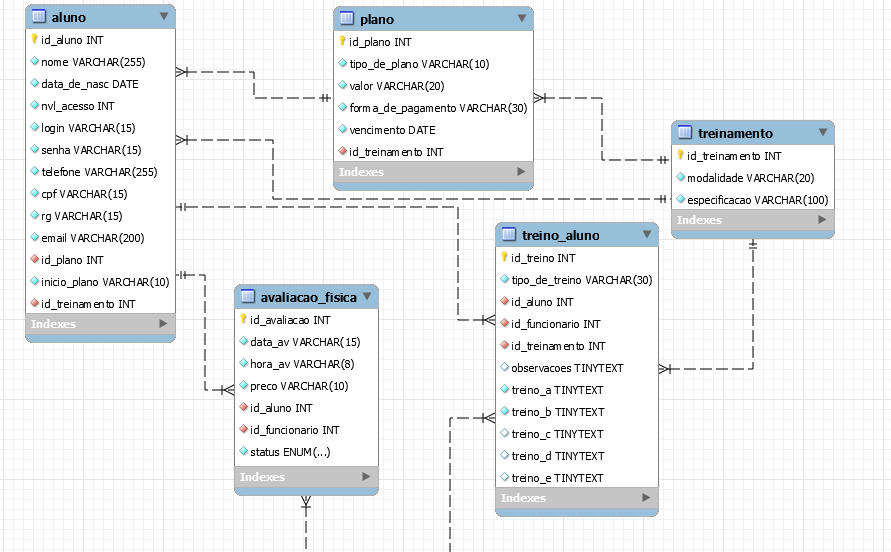 aluno
id_aluno INT
nome VARCHAR(255)
data_de_nasc DATE
nvl_acesso INT
login VARCHAR(15)
senha VARCHAR(15)
telefone VARCHAR(255)
cpf VARCHAR(15)
rg VARCHAR(15)
email VARCHAR(200)
id_plano INT
inicio_plano VARCHAR(10)
id_treinamento INT
Indexes
plano
id_plano INT
tipo_de_plano VARCHAR(10)
valor VARCHAR(20)
forma_de_pagamento VARCHAR(30)
vencimento DATE
id_treinamento INT
Indexes
treinamento
id_treinamento INT
modalidade VARCHAR(20)
especificacao VARCHAR(100)
Indexes
avaliacao_fisica
id_avaliacao INT
data_av VARCHAR(15)
hora_av VARCHAR(8)
preco VARCHAR(10)
id_aluno INT
id_funcionario INT
status ENUM(...)
Indexes
treino_aluno
id_treino INT
tipo_de_treino VARCHAR(30)
id_aluno INT
id_funcionario INT
id_treinamento INT
observacoes TINYTEXT
treino_a TINYTEXT
treino_b TINYTEXT
treino_c TINYTEXT
treino_d TINYTEXT
treino_e TINYTEXT
Indexes